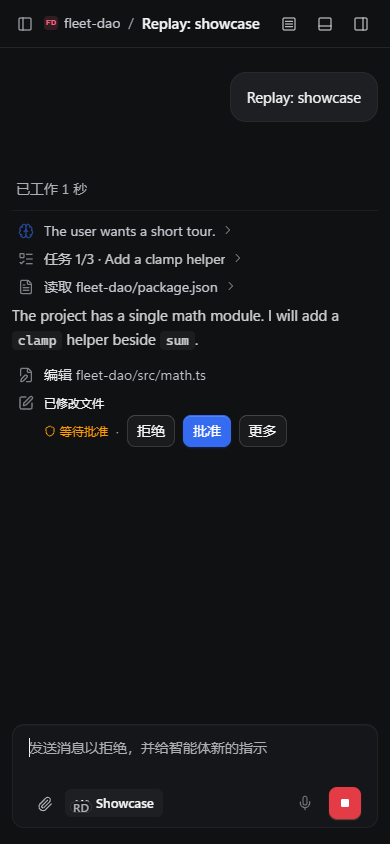 FD fleet-dao / Replay: showcase
Replay: showcase
已工作 1 秒
The user wants a short tour.
任务 1/3 · Add a clamp helper
读取 fleet-dao/package.json
The project has a single math module. I will add a
clamp helper beside sum.
编辑 fleet-dao/src/math.ts
已修改文件
等待批准 · 拒绝 批准 更多
发送消息以拒绝，并给智能体新的指示
RD Showcase